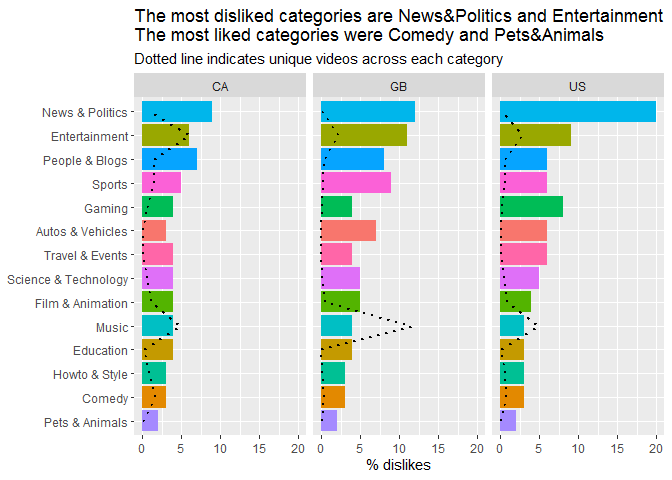 The most disliked categories are News&Politics and Entertainment
The most liked categories were Comedy and Pets&Animals
Dotted line indicates unique videos across each category
CA GB US
News & Politics
Entertainment
People & Blogs
Sports
Gaming
Autos & Vehicles
Travel & Events
Science & Technology
Film & Animation
Music
Education
Howto & Style
Comedy
Pets & Animals
0 5 10 15 20 0 5 10 15 20 0 5 10 15 20
% dislikes